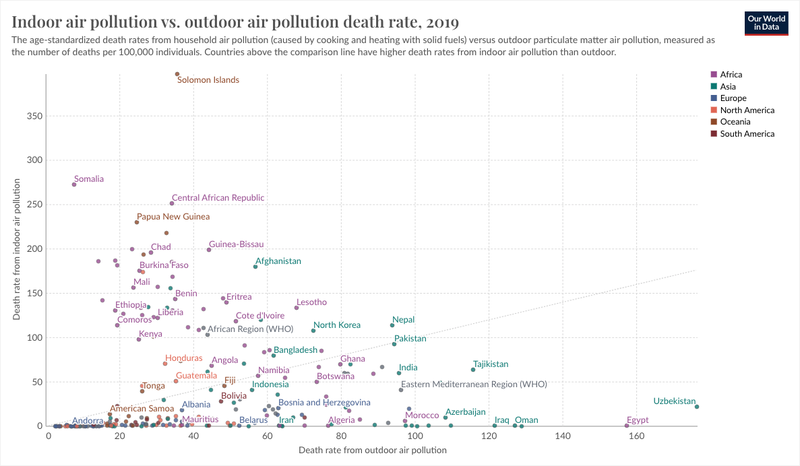 Indoor air pollution vs. outdoor air pollution death rate, 2019
Our World
in Data
The age-standardized death rates from household air pollution (caused by cooking and heating with solid fuels) versus outdoor particulate matter air pollution, measured as
the number of deaths per 100,000 individuals. Countries above the comparison line have higher death rates from indoor air pollution than outdoor.
Solomon Islands
Africa
Asia
Europe
North America
Oceania
South America
350
300
250
200
150
100
50
0
Death rate from indoor air pollution
Somalia
Central African Republic
Papua New Guinea
Chad
Guinea-Bissau
Burkina Faso
Afghanistan
Mali
Benin
Eritrea
Lesotho
Ethiopia
Liberia
Comoros
Cote d'Ivoire
Nepal
African Region (WHO)
North Korea
Kenya
Pakistan
Bangladesh
Honduras
Angola
Ghana
Guatemala
Namibia
Botswana
India
Tajikistan
Tonga
Fiji
Indonesia
Eastern Mediterranean Region (WHO)
Bolivia
American Samoa
Albania
Bosnia and Herzegovina
Uzbekistan
Andorra
Mauritius
Belarus
Iran
Algeria
Morocco
Azerbaijan
Iraq
Oman
Egypt
20
40
60
80
100
120
140
160
Death rate from outdoor air pollution